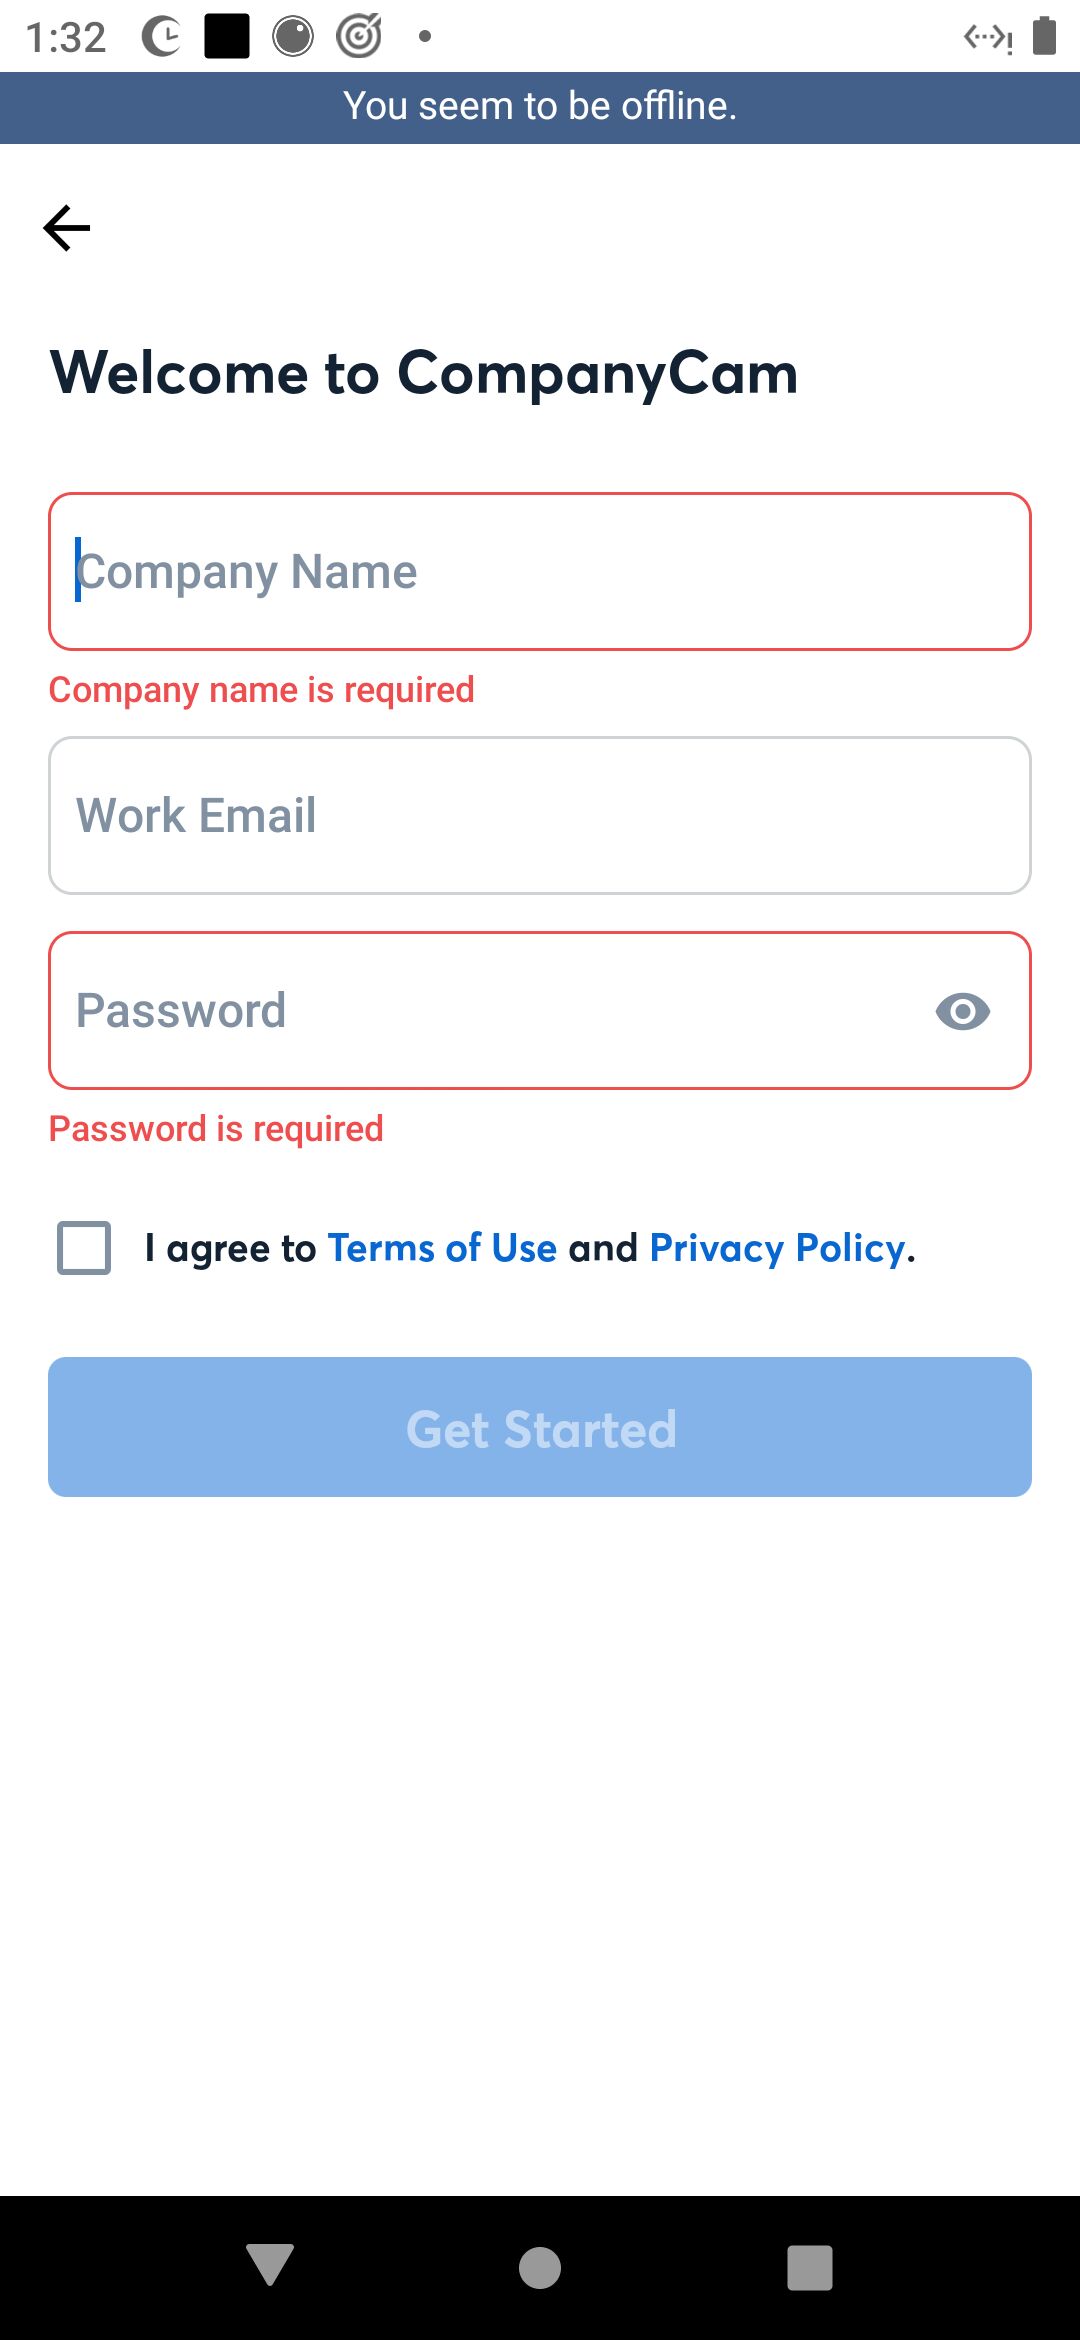 1:32
You seem to be offline.
Welcome to CompanyCam
Company Name
Company name is required
Work Email
Password
Password is required
I agree to Terms of Use and Privacy Policy.
Get Started